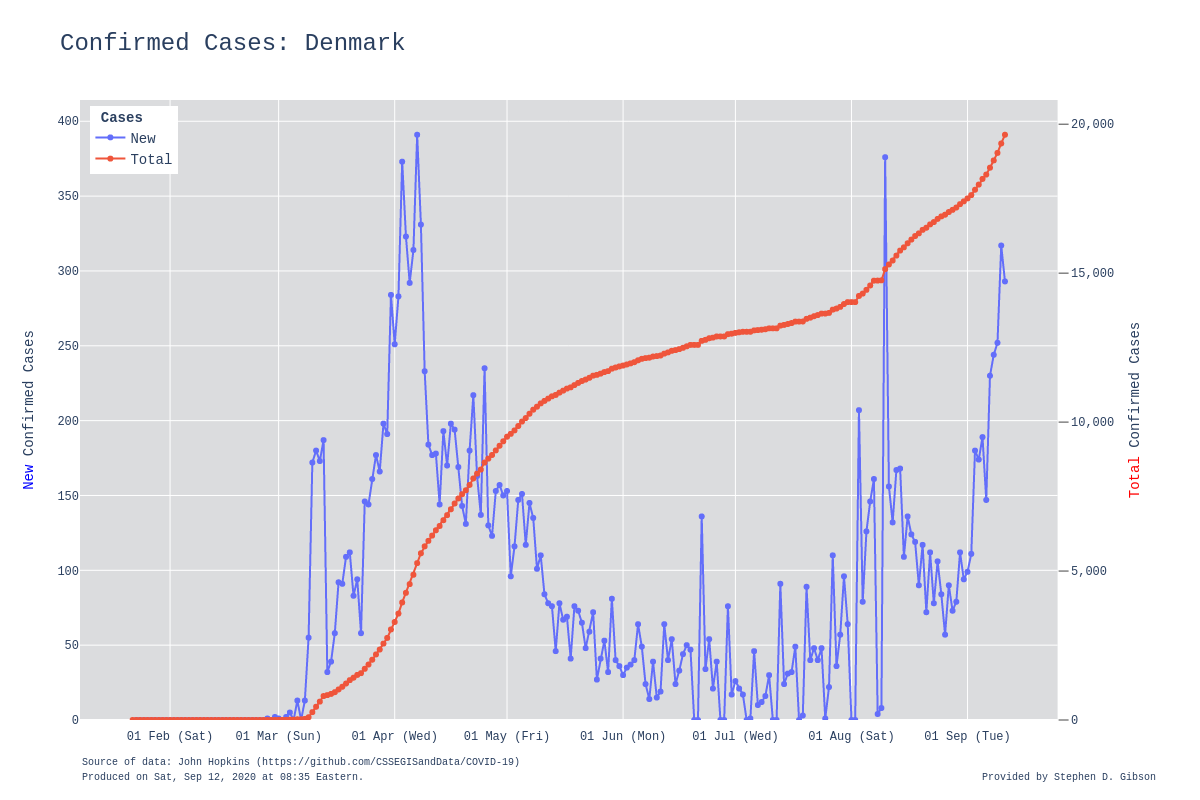 Confirmed Cases: Denmark
Cases
New
Total
400
350
300
250
200
150
100
50
0
20,000
15,000
10,000
5,000
0
New Confirmed Cases
Total Confirmed Cases
01 Feb (Sat)
01 Mar (Sun)
01 Apr (Wed)
01 May (Fri)
01 Jun (Mon)
01 Jul (Wed)
01 Aug (Sat)
01 Sep (Tue)
Source of data: John Hopkins (https://github.com/CSSEGISandData/COVID-19)
Produced on Sat, Sep 12, 2020 at 08:35 Eastern.
Provided by Stephen D. Gibson